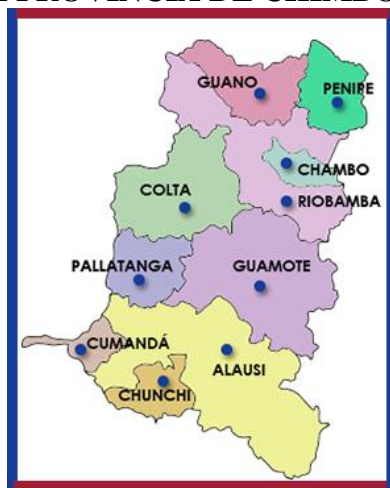 PROVINCIA DE CHIMBO
GUANO
PENIPE
CHAMBO
COLTA
RIOBAMBA
PALLATANGA
GUAMOTE
CUMANDÁ
ALAUSI
CHUNCHI